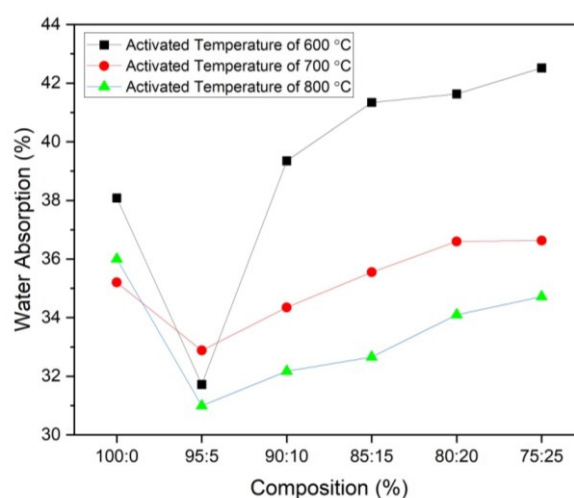 44
42
40
38
36
34
32
30
Water Absorption (%)
Activated Temperature of 600 °C
Activated Temperature of 700 °C
Activated Temperature of 800 °C
100:0 95:5 90:10 85:15 80:20 75:25
Composition (%)